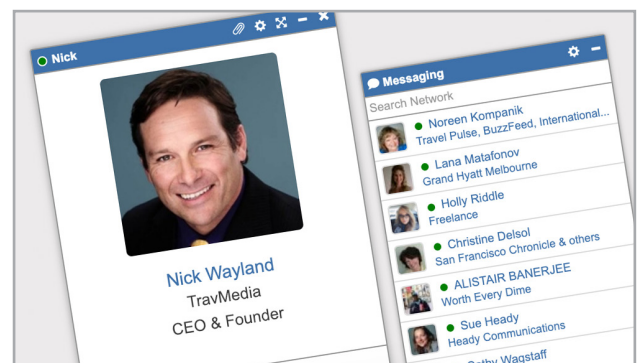 Nick
Nick Wayland
TravMedia
CEO & Founder
Messaging
Search Network
Noreen Kompanik
Travel Pulse, BuzzFeed, International...
Lana Matafonov
Grand Hyatt Melbourne
Holly Riddle
Freelance
Christine Delsol
San Francisco Chronicle & others
ALISTAIR BANERJEE
Worth Every Dime
Sue Heady
Heady Communications
Cathy Wagstaff